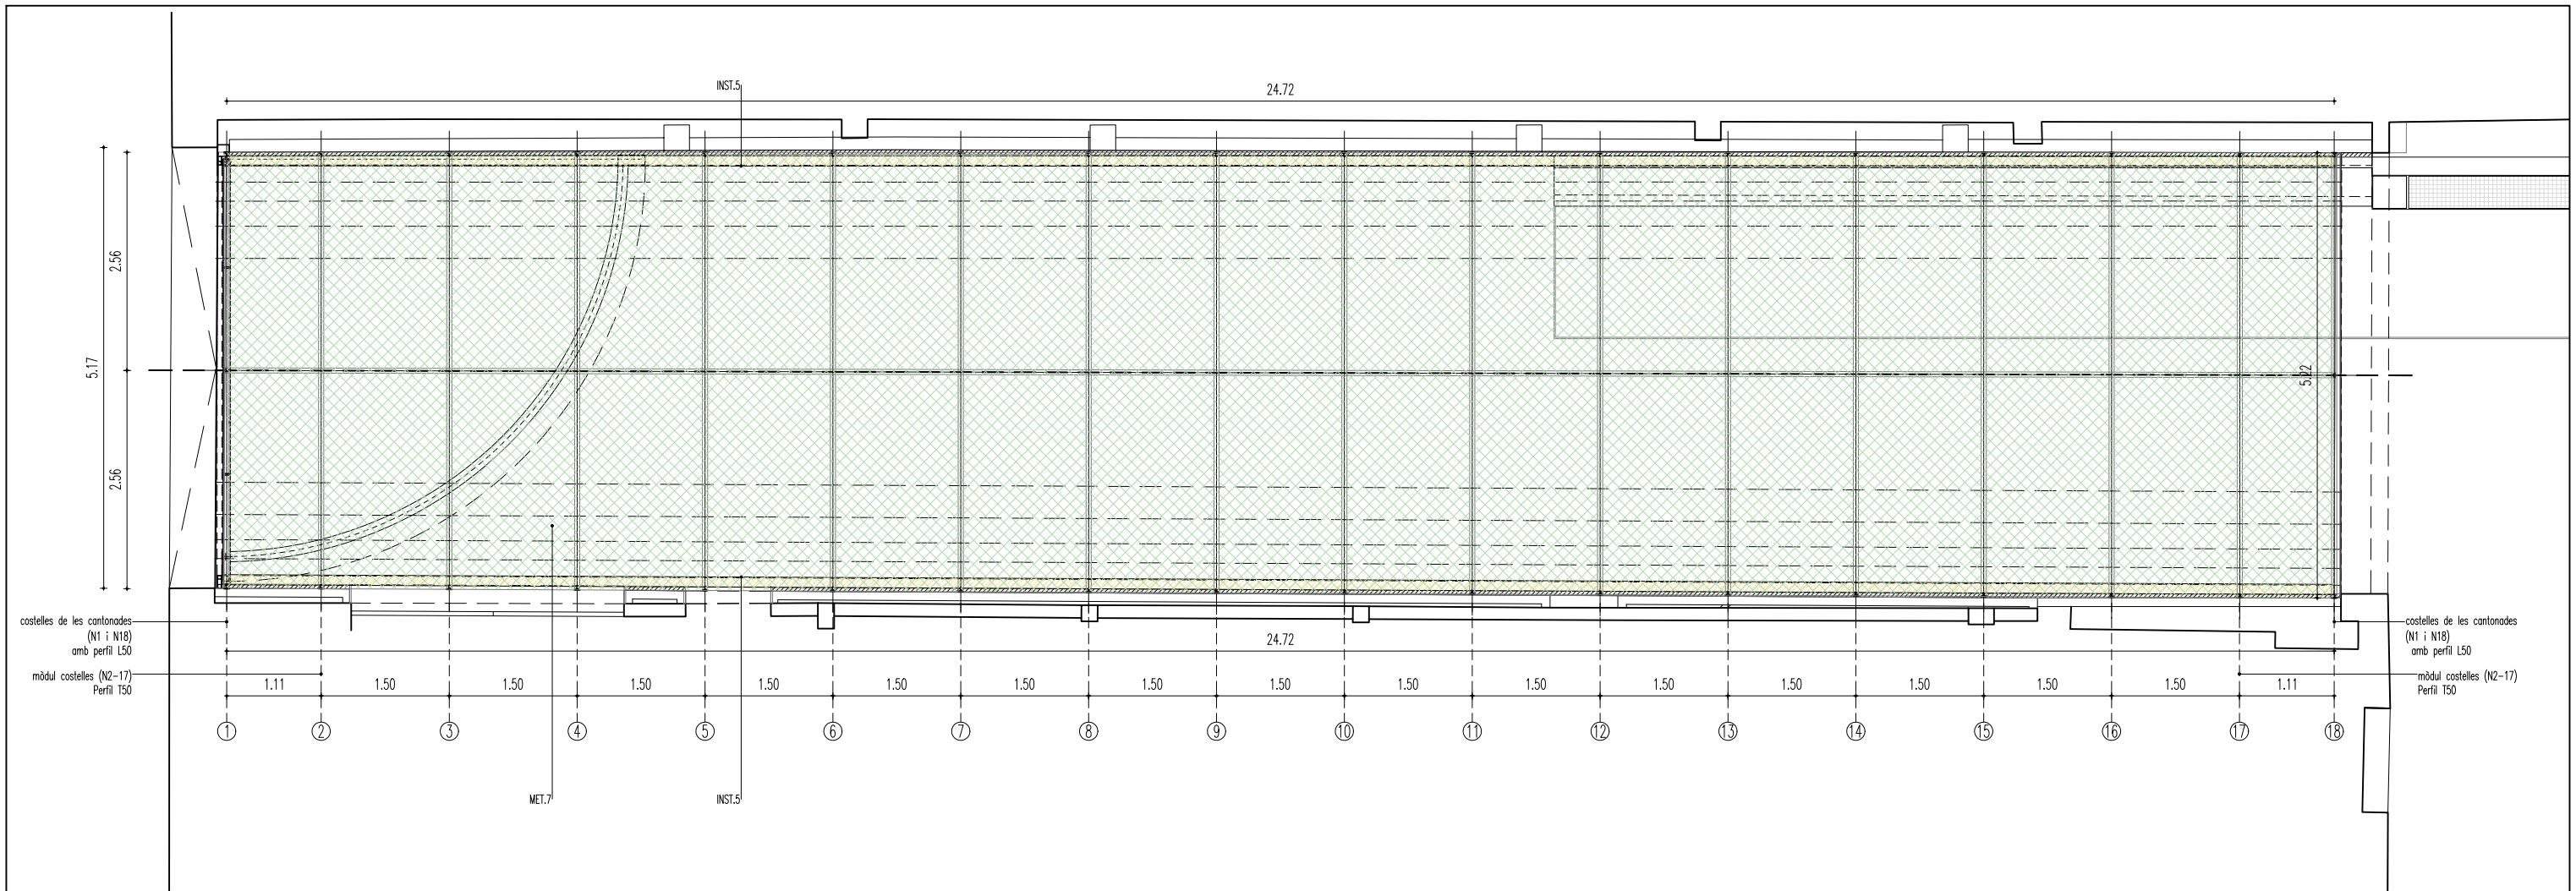 INST.5
24.72
2.56
5.17
2.56
5.22
costelles de les cantonades
(N1 i N18)
amb perfil L50
mòdul costelles (N2-17)
Perfil T50
costelles de les cantonades
(N1 i N18)
amb perfil L50
mòdul costelles (N2-17)
Perfil T50
24.72
1.11 1.50 1.50 1.50 1.50 1.50 1.50 1.50 1.50 1.50 1.50 1.50 1.50 1.50 1.50 1.50 1.11
1 2 3 4 5 6 7 8 9 10 11 12 13 14 15 16 17 18
MET.7
INST.5